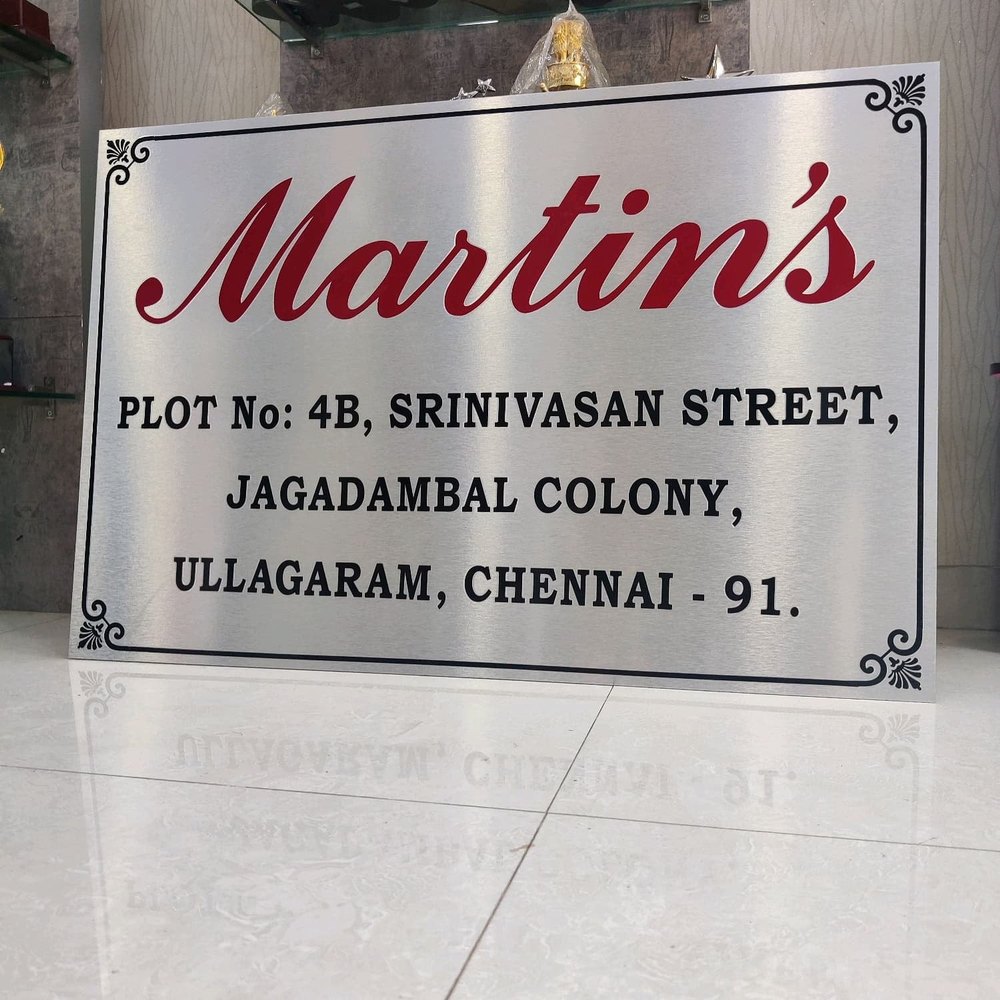 Martin's
PLOT No: 4B, SRINIVASAN STREET,
JAGADAMBAL COLONY,
ULLAGARAM, CHENNAI - 91.